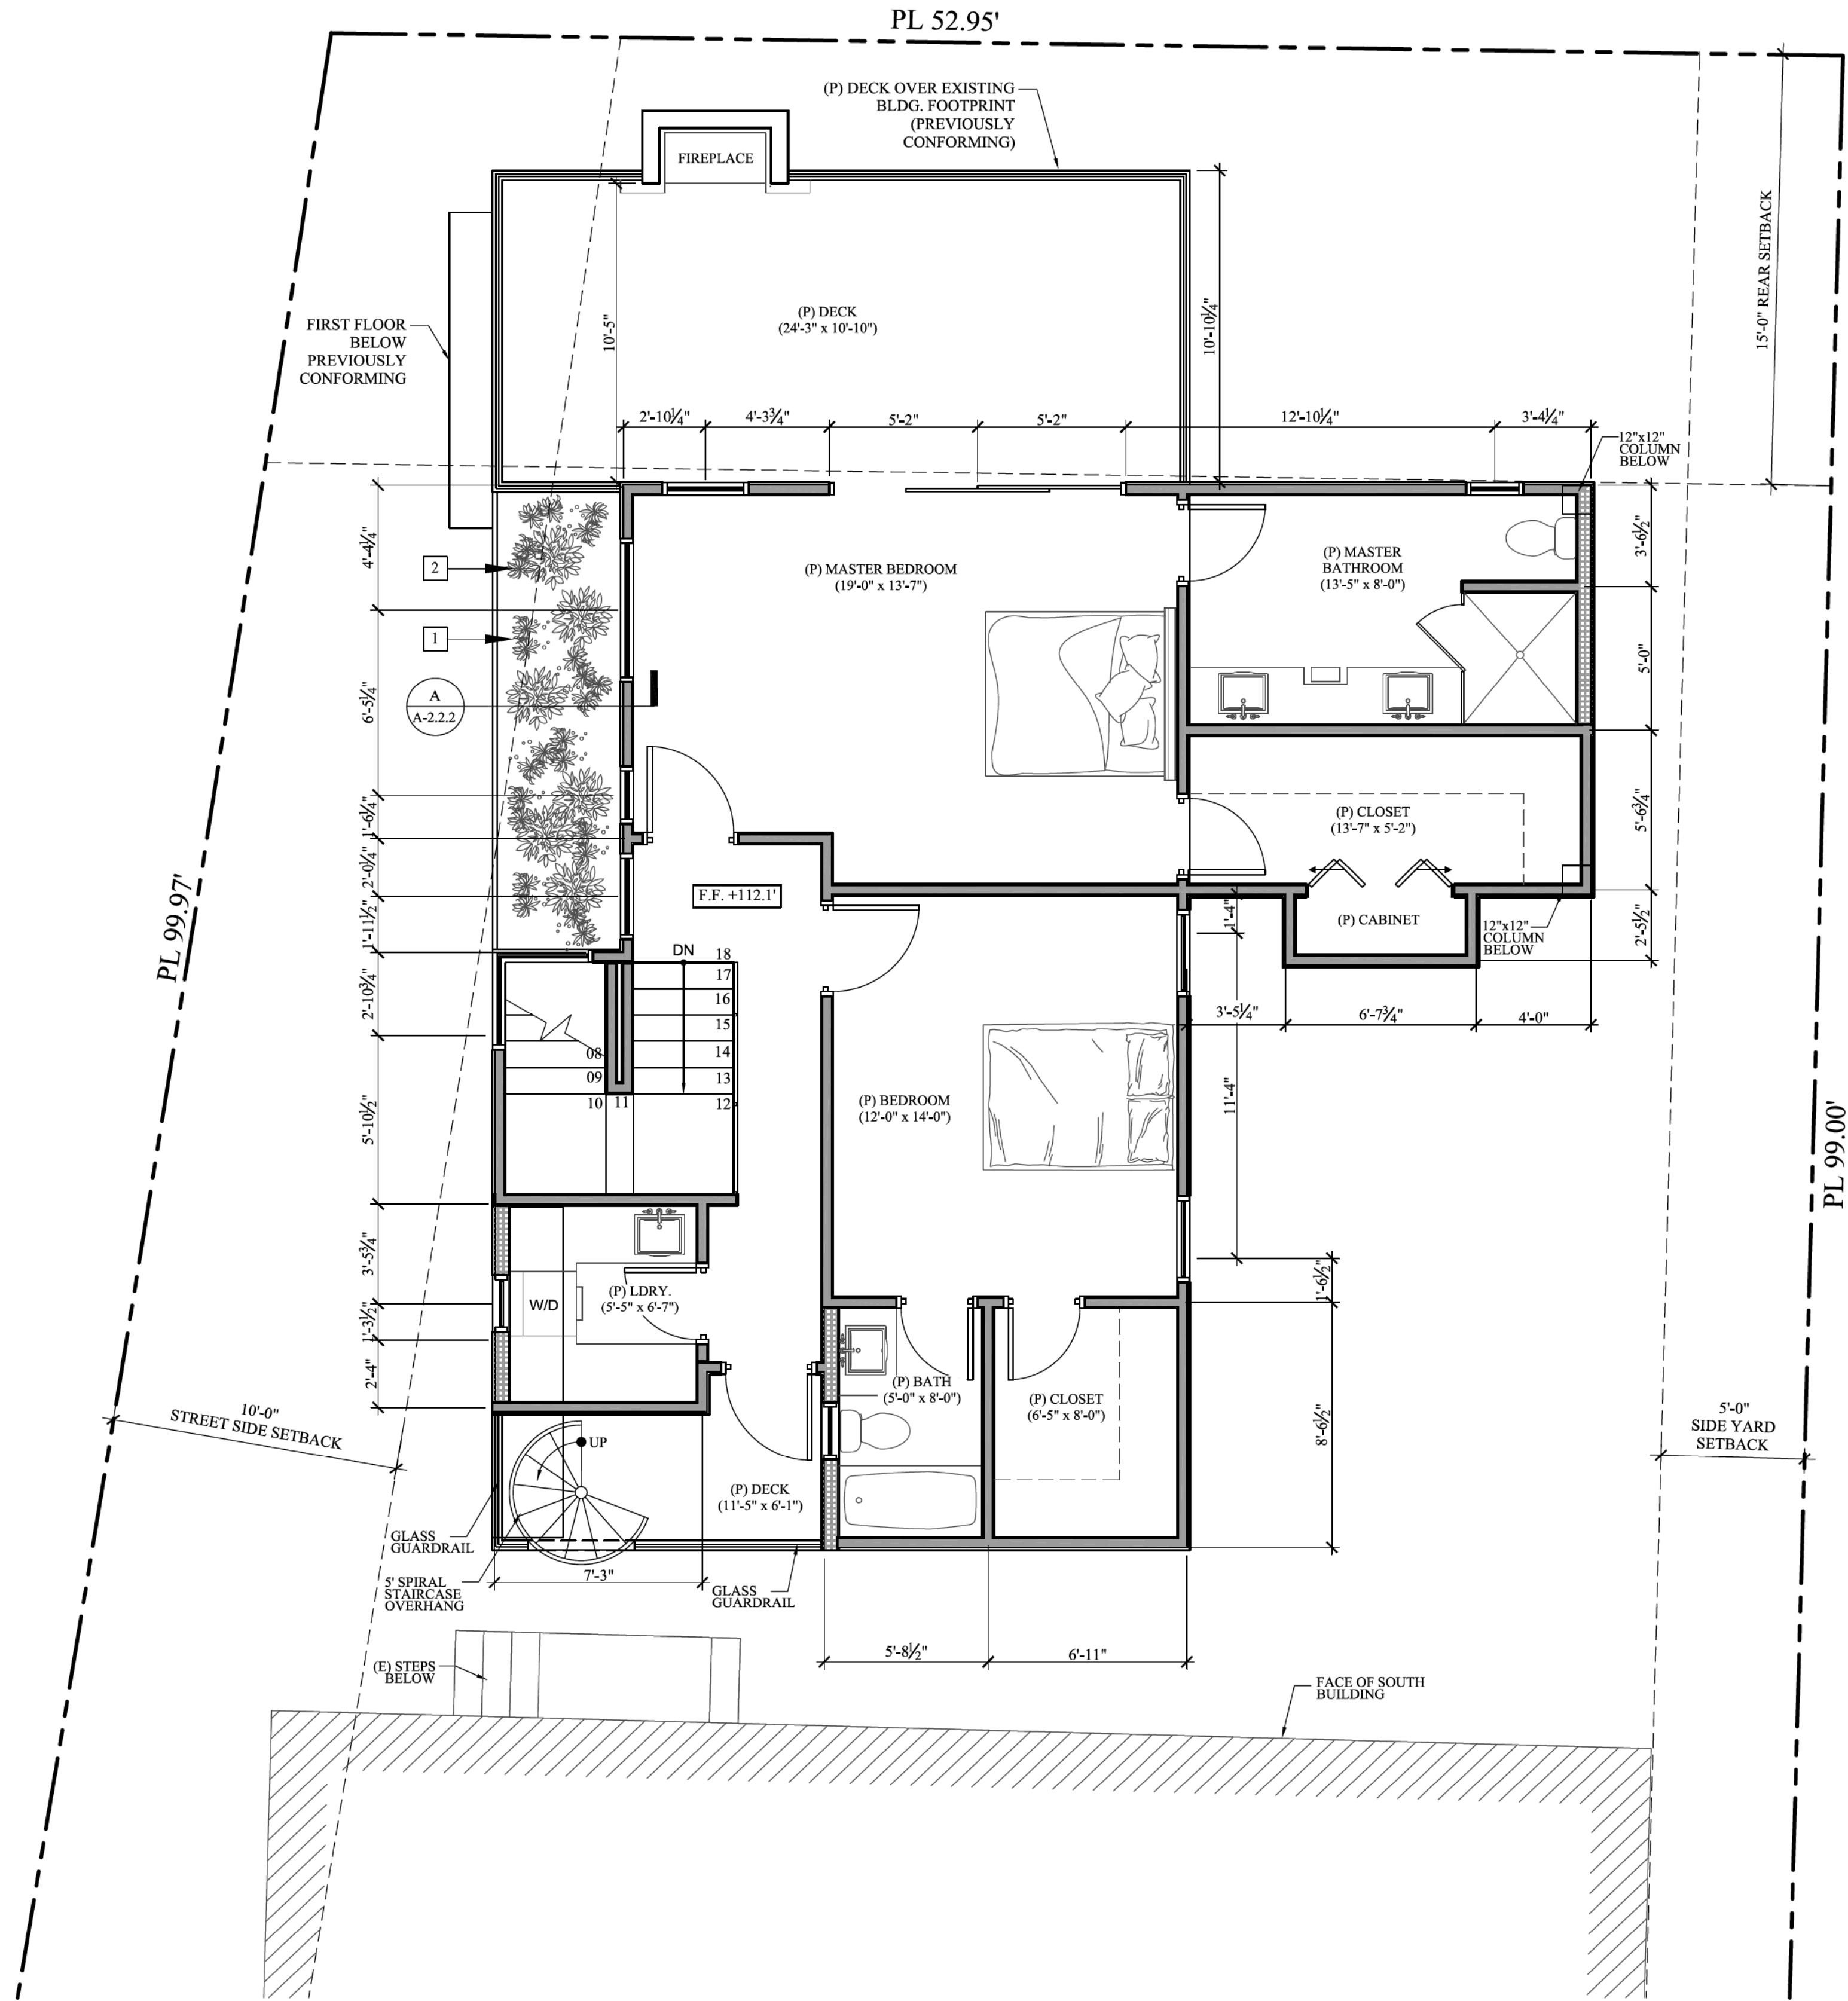 PL 52.95'
(P) DECK OVER EXISTING
BLDG. FOOTPRINT
(PREVIOUSLY
CONFORMING)
FIREPLACE
15'-0" REAR SETBACK
FIRST FLOOR
BELOW
PREVIOUSLY
CONFORMING
10'-5"
(P) DECK
(24'-3" x 10'-10")
10'-10¼"
2'-10¼"
4'-3¾"
5'-2"
5'-2"
12'-10¼"
3'-4¼"
12"x12"
COLUMN
BELOW
4'-4¼"
6'-5¼"
1'-6¼"
2'-0¼"
1'-11½"
2'-10¾"
5'-10½"
3'-5¾"
1'-3½"
2'-4"
2
1
A
A-2.2.2
(P) MASTER BEDROOM
(19'-0" x 13'-7")
(P) MASTER
BATHROOM
(13'-5" x 8'-0")
3'-6½"
5'-0"
5'-6¾"
2'-5½"
(P) CLOSET
(13'-7" x 5'-2")
(P) CABINET
12"x12"
COLUMN
BELOW
F.F. +112.1'
1'-4"
3'-5¼"
6'-7¾"
4'-0"
11'-4"
1'-6½"
8'-6½"
PL 99.97'
PL 99.00'
DN
18
17
16
15
14
13
12
08
09
10
11
(P) BEDROOM
(12'-0" x 14'-0")
W/D
(P) LDRY.
(5'-5" x 6'-7")
(P) BATH
(5'-0" x 8'-0")
(P) CLOSET
(6'-5" x 8'-0")
10'-0"
STREET SIDE SETBACK
5'-0"
SIDE YARD
SETBACK
UP
(P) DECK
(11'-5" x 6'-1")
GLASS
GUARDRAIL
5' SPIRAL
STAIRCASE
OVERHANG
7'-3"
GLASS
GUARDRAIL
5'-8½"
6'-11"
(E) STEPS
BELOW
FACE OF SOUTH
BUILDING